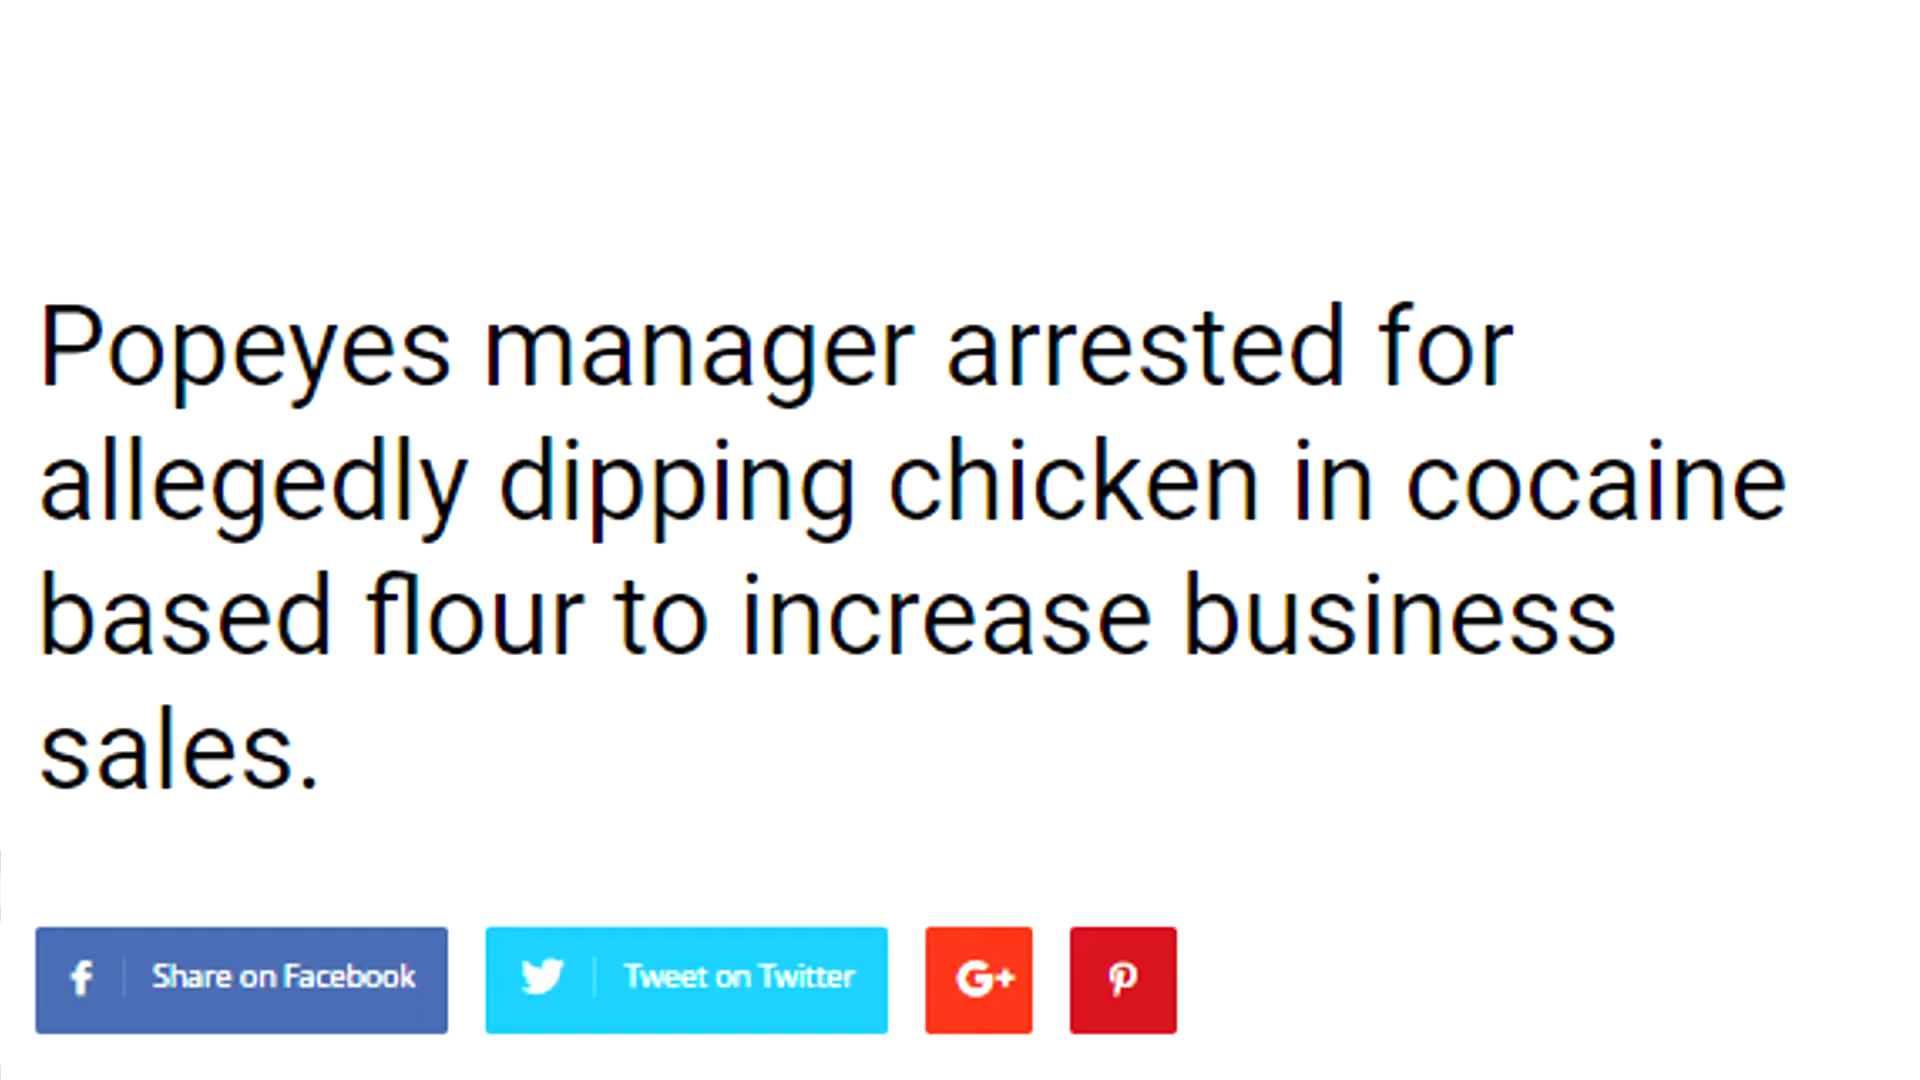 Popeyes manager arrested for
allegedly dipping chicken in cocaine
based flour to increase business
sales.
f Share on Facebook
Tweet on Twitter
G+